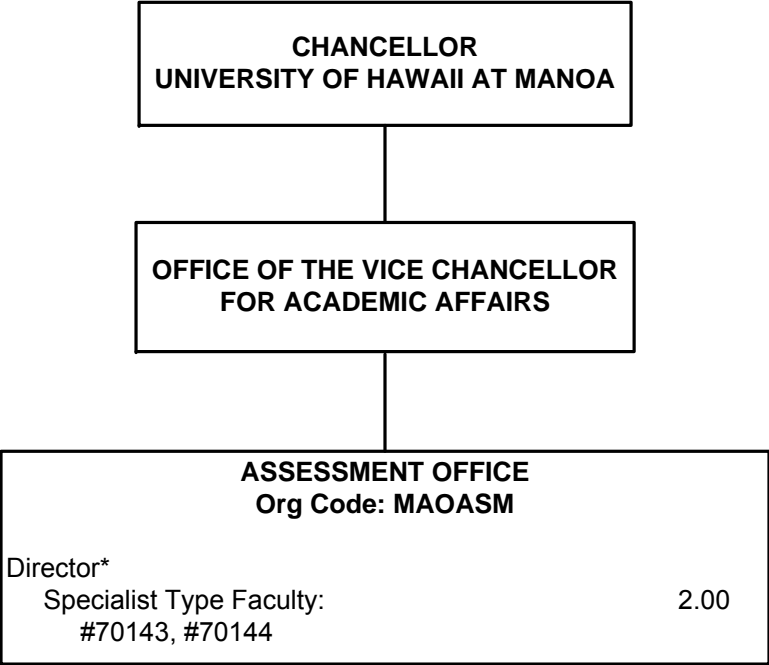 CHANCELLOR
UNIVERSITY OF HAWAII AT MANOA
OFFICE OF THE VICE CHANCELLOR
FOR ACADEMIC AFFAIRS
ASSESSMENT OFFICE
Org Code: MAOASM
Director*
Specialist Type Faculty: 2.00
#70143, #70144